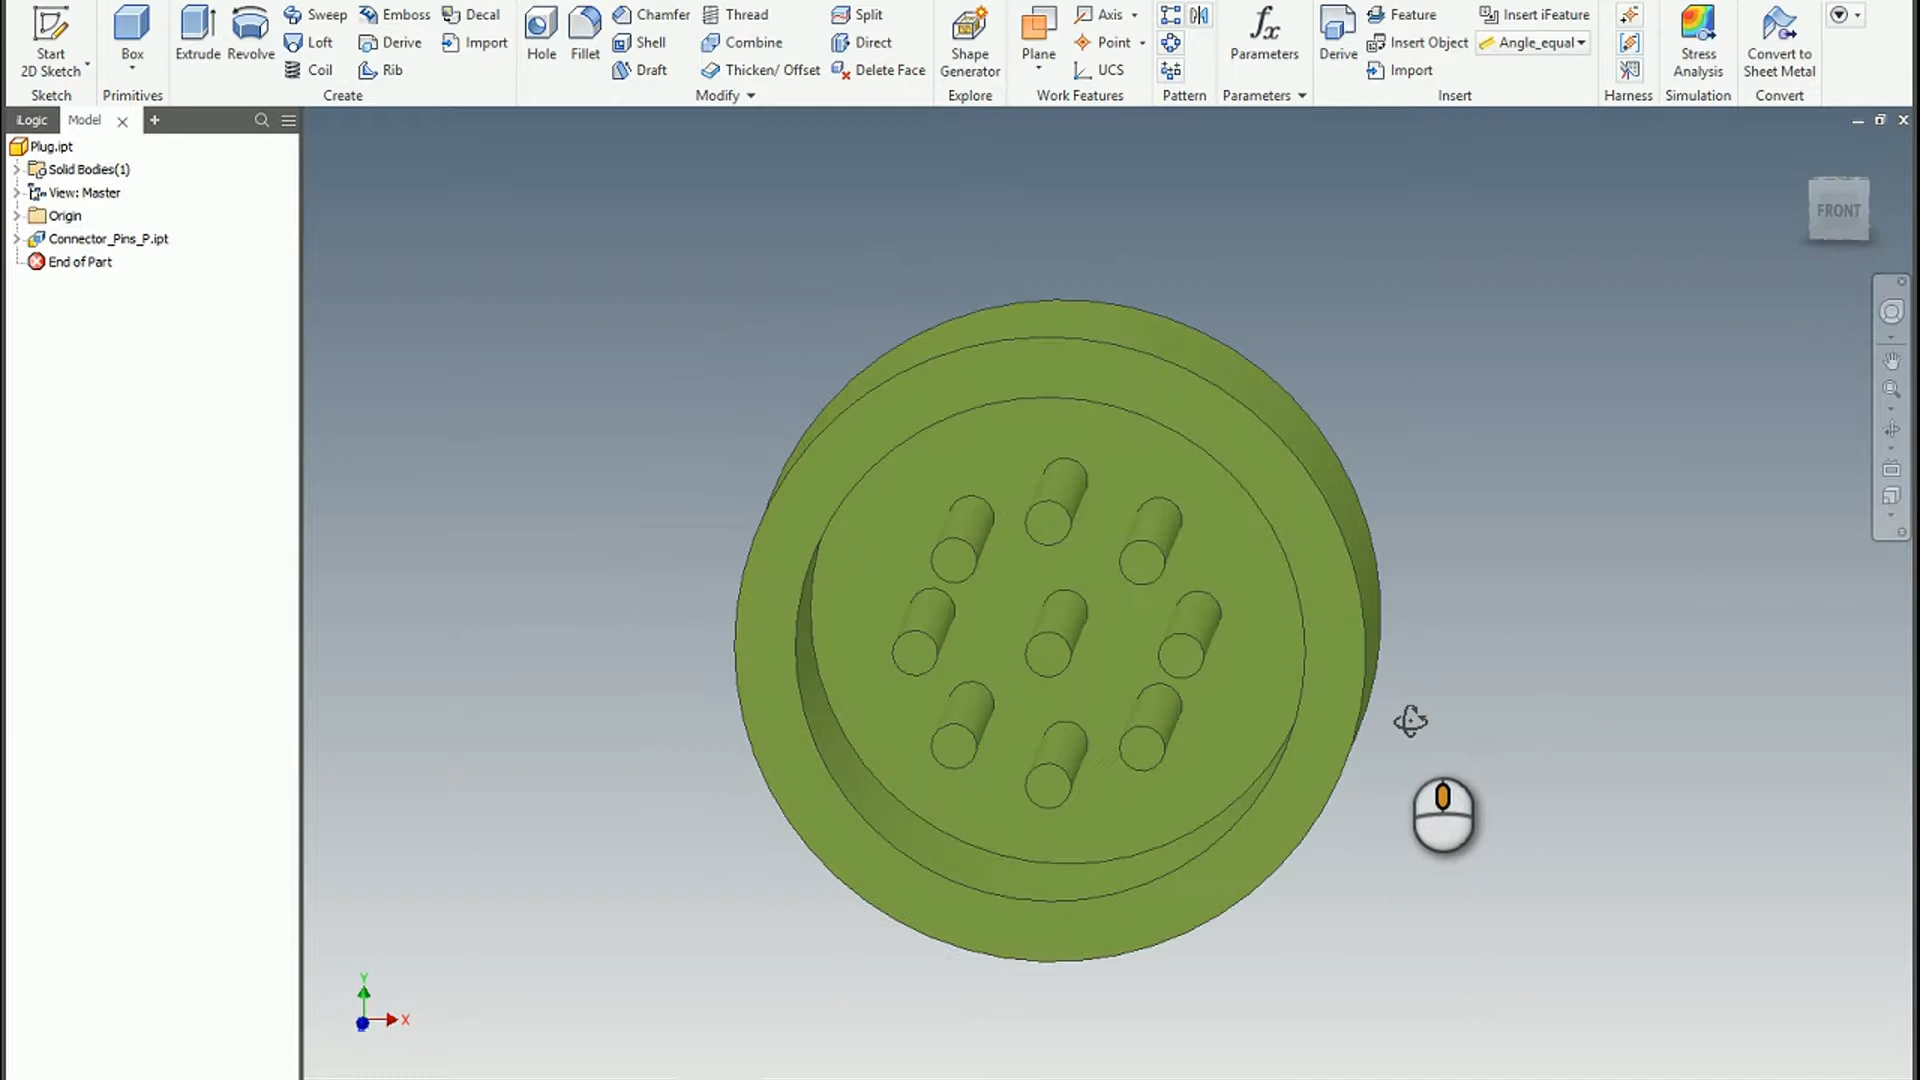 Start
2D Sketch
Sketch
Box
Primitives
Extrude
Revolve
Sweep
Loft
Coil
Emboss
Derive
Rib
Decal
Import
Create
Hole
Fillet
Chamfer
Shell
Draft
Thread
Combine
Thicken/ Offset
Split
Direct
Delete Face
Modify
Shape
Generator
Explore
Plane
Axis
Point
UCS
Work Features
Pattern
fx
Parameters
Parameters
Derive
Feature
Insert Object
Import
Insert iFeature
Angle_equal
Insert
Harness
Stress
Analysis
Simulation
Convert to
Sheet Metal
Convert
iLogic
Model
Plug.ipt
Solid Bodies(1)
View: Master
Origin
Connector_Pins_P.ipt
End of Part
FRONT
Y
X